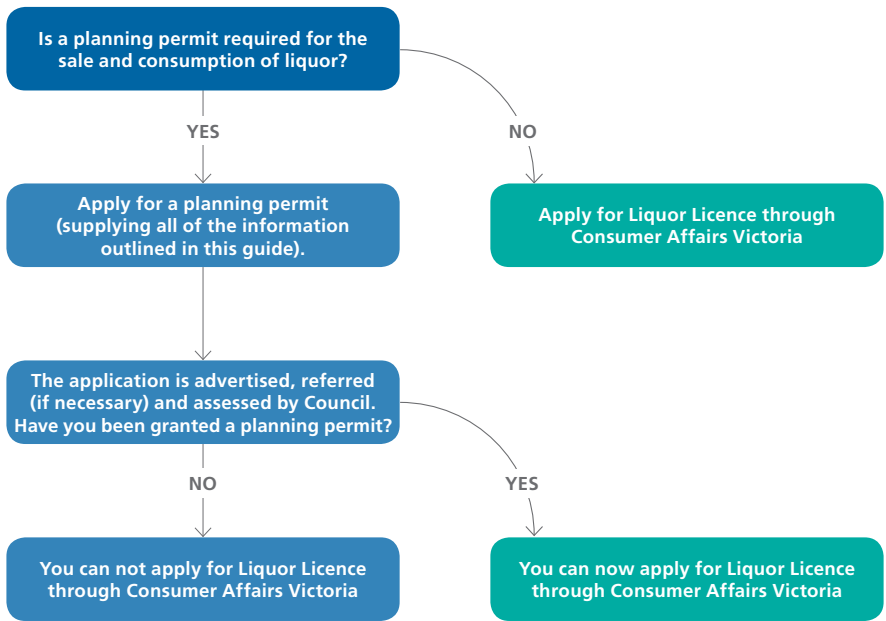 Is a planning permit required for the
sale and consumption of liquor?
YES
NO
Apply for a planning permit
(supplying all of the information
outlined in this guide).
Apply for Liquor Licence through
Consumer Affairs Victoria
The application is advertised, referred
(if necessary) and assessed by Council.
Have you been granted a planning permit?
NO
YES
You can not apply for Liquor Licence
through Consumer Affairs Victoria
You can now apply for Liquor Licence
through Consumer Affairs Victoria